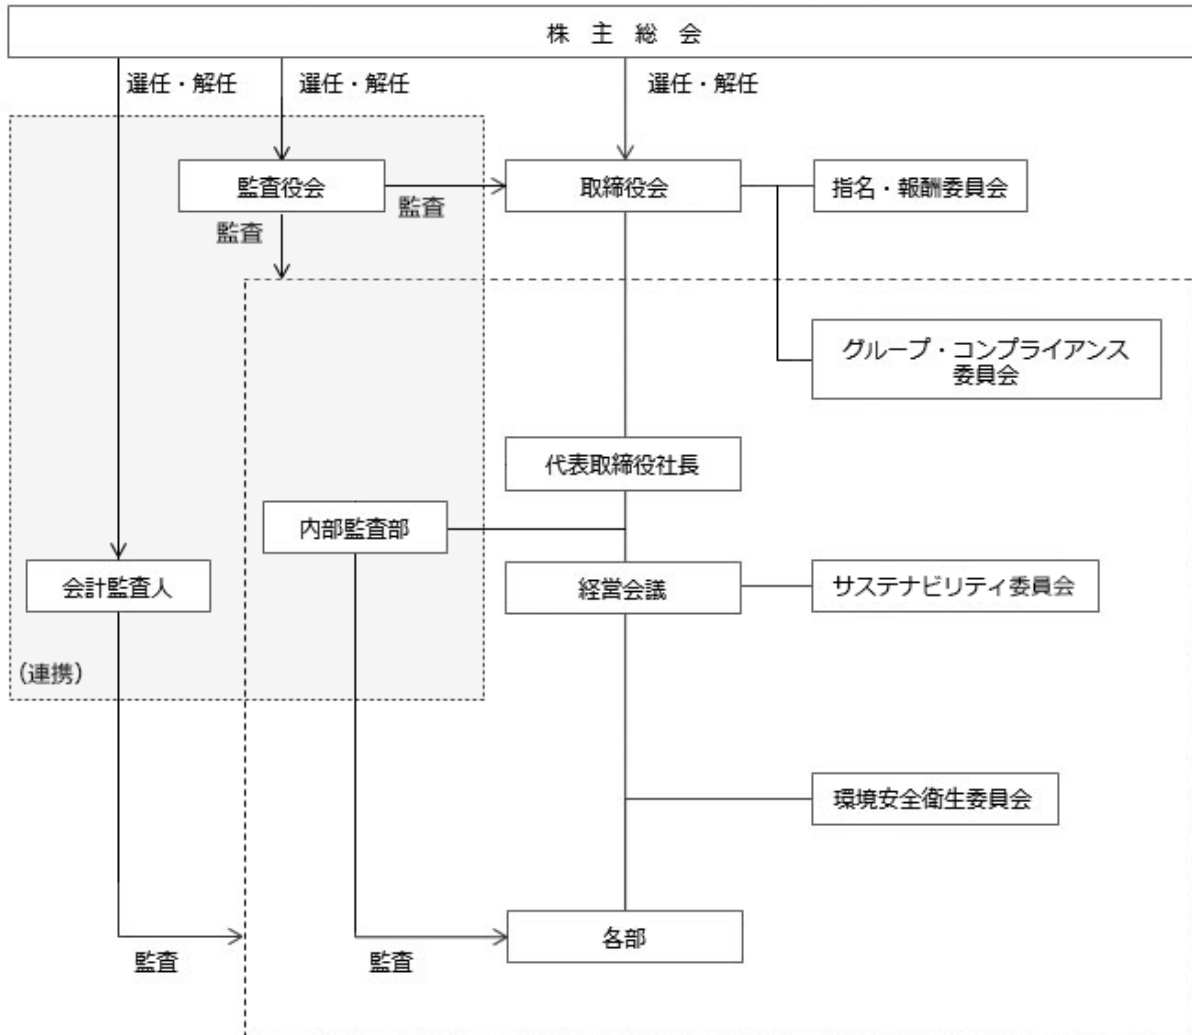 株 主 総 会
選任・解任
選任・解任
選任・解任
監査役会
監査
取締役会
指名・報酬委員会
監査
グループ・コンプライアンス
委員会
代表取締役社長
内部監査部
会計監査人
経営会議
サステナビリティ委員会
(連携)
環境安全衛生委員会
各部
監査
監査